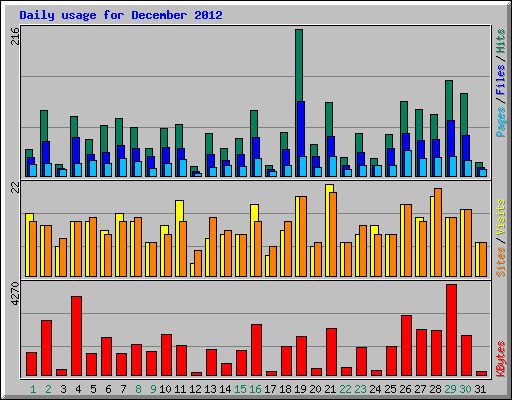 Daily usage for December 2012
216
Pages / Files / Hits
22
Sites / Visits
4270
KBytes
1 2 3 4 5 6 7 8 9 10 11 12 13 14 15 16 17 18 19 20 21 22 23 24 25 26 27 28 29 30 31